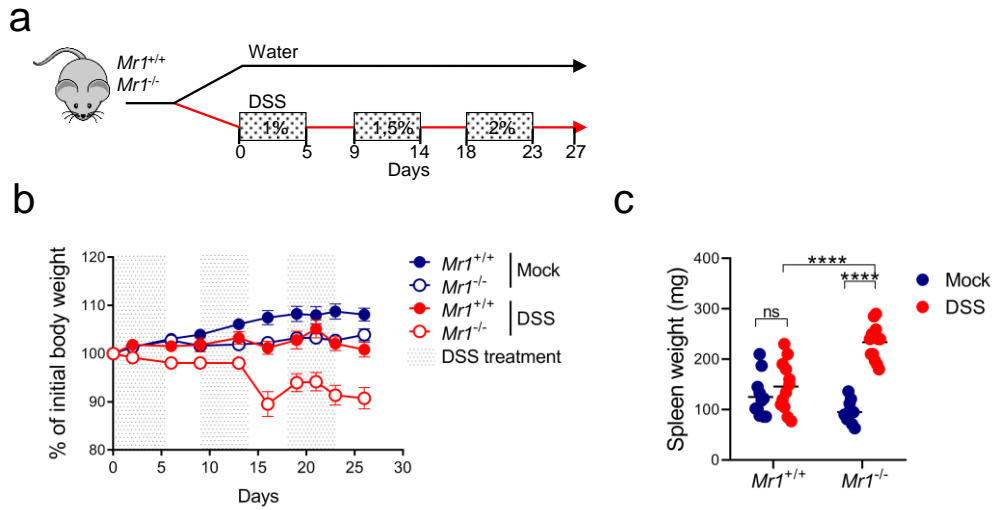 a
Mr1+/+
Mr1-/-
Water
DSS
1% 1.5% 2%
0 5 9 14 18 23 27
Days
b
% of initial body weight
120
110
100
90
80
0 5 10 15 20 25 30
Days
Mr1+/+
Mr1-/-
Mock
Mr1+/+
Mr1-/-
DSS
DSS treatment
c
Spleen weight (mg)
400
300
200
100
0
****
****
ns
Mr1+/+ Mr1-/-
Mock
DSS